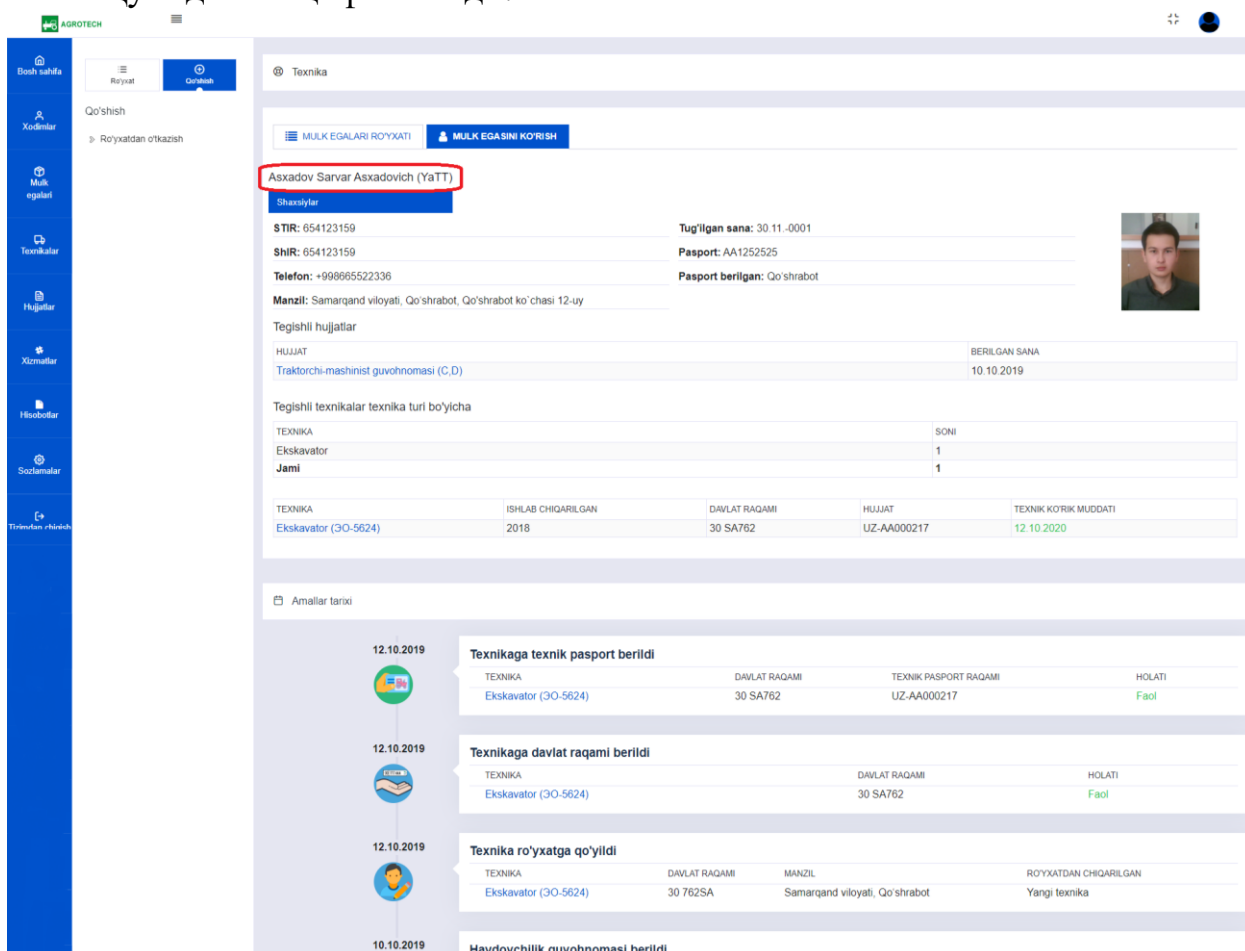 AGROTECH
Bosh sahifa
Xodimlar
Mulk
egalari
Texnikalar
Hujjatlar
Xizmatlar
Hisobotlar
Sozlamalar
Tizimdan chinish
Ro'yxat
Qo'shish
Qo'shish
Ro'yxatdan o'tkazish
Texnika
MULK EGALARI RO'YXATI
MULK EGASINI KO'RISH
Asxadov Sarvar Asxadovich (YaTT)
Shaxsiylar
STIR: 654123159 Tug'ilgan sana: 30.11.-0001
ShIR: 654123159 Pasport: AA1252525
Telefon: +998665522336 Pasport berilgan: Qo'shrabot
Manzil: Samarqand viloyati, Qo'shrabot, Qo'shrabot ko`chasi 12-uy
Tegishli hujjatlar
HUJJAT BERILGAN SANA
Traktorchi-mashinist guvohnomasi (C,D) 10.10.2019
Tegishli texnikalar texnika turi bo'yicha
TEXNIKA SONI
Ekskavator 1
Jami 1
TEXNIKA ISHLAB CHIQARILGAN DAVLAT RAQAMI HUJJAT TEXNIK KO'RIK MUDDATI
Ekskavator (ЭО-5624) 2018 30 SA762 UZ-AA000217 12.10.2020
Amallar tarixi
12.10.2019
Texnikaga texnik pasport berildi
TEXNIKA DAVLAT RAQAMI TEXNIK PASPORT RAQAMI HOLATI
Ekskavator (ЭО-5624) 30 SA762 UZ-AA000217 Faol
12.10.2019
Texnikaga davlat raqami berildi
TEXNIKA DAVLAT RAQAMI HOLATI
Ekskavator (ЭО-5624) 30 SA762 Faol
12.10.2019
Texnika ro'yxatga qo'yildi
TEXNIKA DAVLAT RAQAMI MANZIL RO'YXATDAN CHIQARILGAN
Ekskavator (ЭО-5624) 30 762SA Samarqand viloyati, Qo'shrabot Yangi texnika
10.10.2019
Haydovchilik guvohnomasi berildi